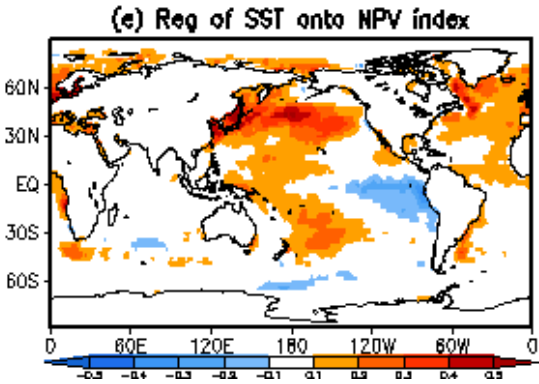 (e) Reg of SST onto NPV index
60N
30N
EQ
30S
60S
0 60E 120E 180 120W 60W 0
-0.5 -0.4 -0.3 -0.2 -0.1 0.1 0.2 0.3 0.4 0.5